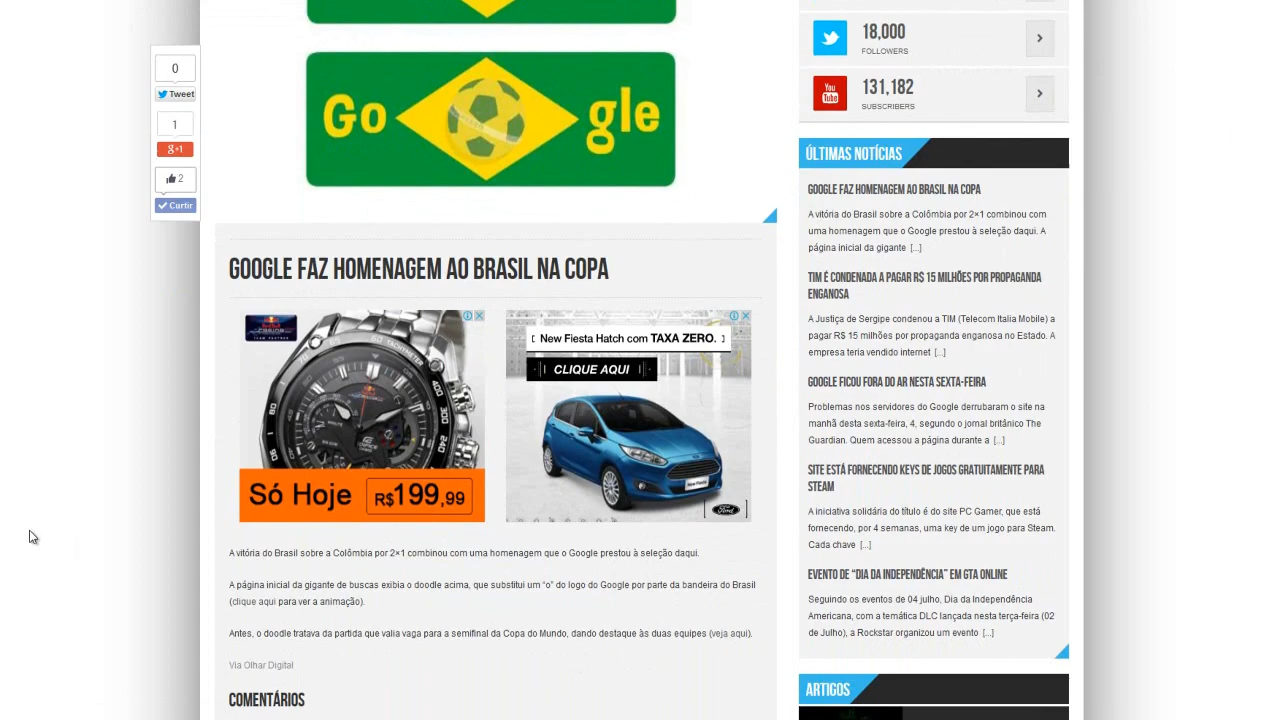 0
Tweet
1
g+1
2
Curtir
Go gle
GOOGLE FAZ HOMENAGEM AO BRASIL NA COPA
Só Hoje R$199,99
TACHYMETER
EDIFICE
New Fiesta Hatch com TAXA ZERO.
CLIQUE AQUI
New Fiesta
Ford
A vitória do Brasil sobre a Colômbia por 2×1 combinou com uma homenagem que o Google prestou à seleção daqui.
A página inicial da gigante de buscas exibia o doodle acima, que substitui um “o” do logo do Google por parte da bandeira do Brasil
(clique aqui para ver a animação).
Antes, o doodle tratava da partida que valia vaga para a semifinal da Copa do Mundo, dando destaque às duas equipes (veja aqui).
Via Olhar Digital
COMENTÁRIOS
18,000
FOLLOWERS
You
Tube
131,182
SUBSCRIBERS
ÚLTIMAS NOTÍCIAS
GOOGLE FAZ HOMENAGEM AO BRASIL NA COPA
A vitória do Brasil sobre a Colômbia por 2×1 combinou com
uma homenagem que o Google prestou à seleção daqui. A
página inicial da gigante [...]
TIM É CONDENADA A PAGAR R$ 15 MILHÕES POR PROPAGANDA
ENGANOSA
A Justiça de Sergipe condenou a TIM (Telecom Italia Mobile) a
pagar R$ 15 milhões por propaganda enganosa no Estado. A
empresa teria vendido internet [...]
GOOGLE FICOU FORA DO AR NESTA SEXTA-FEIRA
Problemas nos servidores do Google derrubaram o site na
manhã desta sexta-feira, 4, segundo o jornal britânico The
Guardian. Quem acessou a página durante a [...]
SITE ESTÁ FORNECENDO KEYS DE JOGOS GRATUITAMENTE PARA
STEAM
A iniciativa solidária do título é do site PC Gamer, que está
fornecendo, por 4 semanas, uma key de um jogo para Steam.
Cada chave [...]
EVENTO DE “DIA DA INDEPENDÊNCIA” EM GTA ONLINE
Seguindo os eventos de 04 julho, Dia da Independência
Americana, com a temática DLC lançada nesta terça-feira (02
de Julho), a Rockstar organizou um evento [...]
ARTIGOS